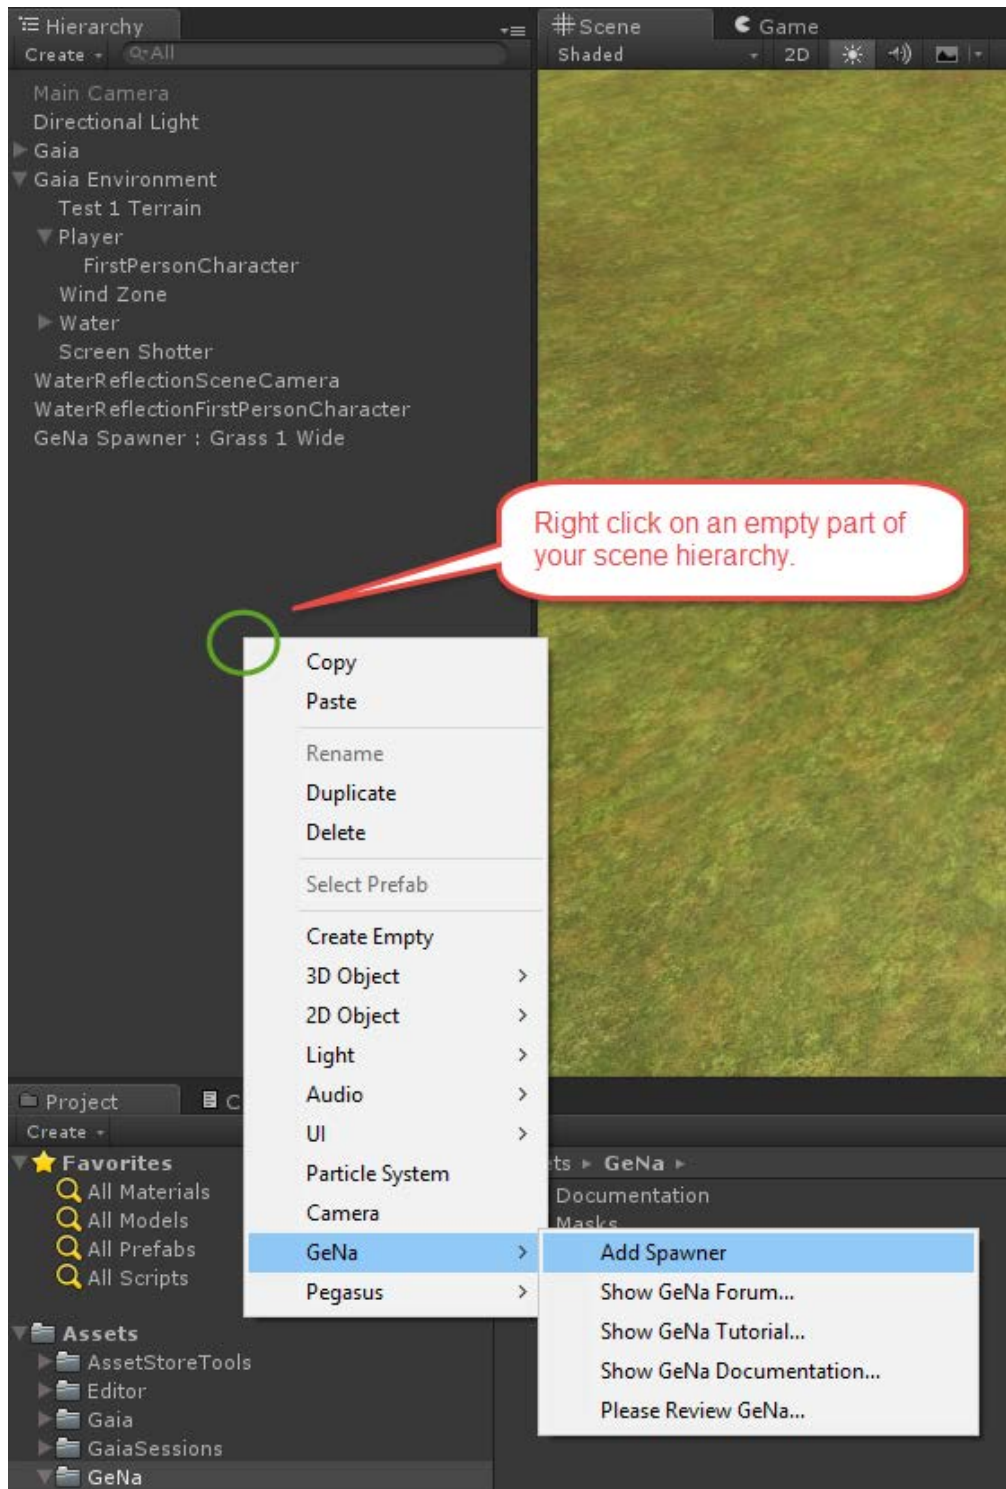 Hierarchy
Create
All
Main Camera
Directional Light
Gaia
Gaia Environment
Test 1 Terrain
Player
FirstPersonCharacter
Wind Zone
Water
Screen Shotter
WaterReflectionSceneCamera
WaterReflectionFirstPersonCharacter
GeNa Spawner : Grass 1 Wide
Scene
Game
Shaded
2D
Right click on an empty part of
your scene hierarchy.
Copy
Paste
Rename
Duplicate
Delete
Select Prefab
Create Empty
3D Object
2D Object
Light
Audio
UI
Particle System
Camera
GeNa
Pegasus
Add Spawner
Show GeNa Forum...
Show GeNa Tutorial...
Show GeNa Documentation...
Please Review GeNa...
Project
C
Create
Favorites
All Materials
All Models
All Prefabs
All Scripts
Assets
AssetStoreTools
Editor
Gaia
GaiaSessions
GeNa
ets ▸ GeNa ▸
Documentation
Masks